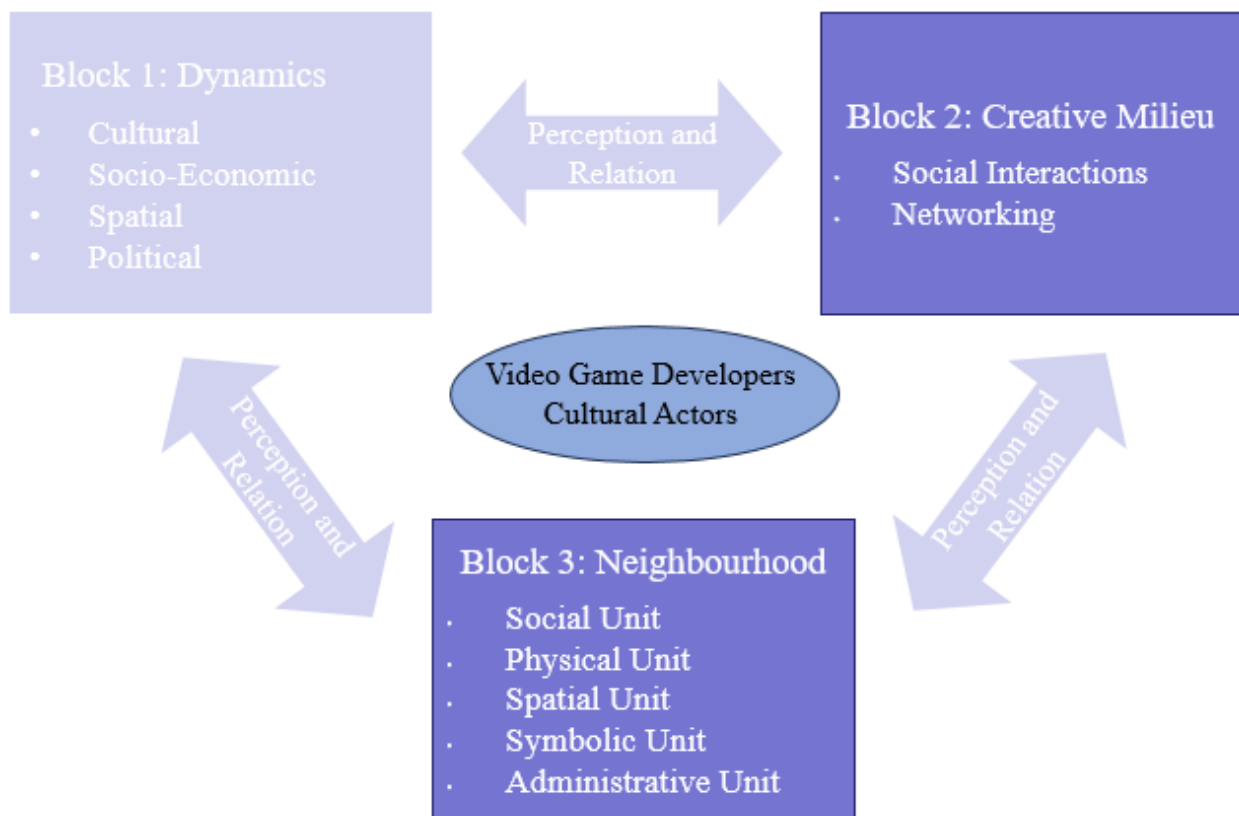 Block 1: Dynamics
• Cultural
• Socio-Economic
• Spatial
• Political
Perception and
Relation
Block 2: Creative Milieu
• Social Interactions
• Networking
Video Game Developers
Cultural Actors
Perception and
Relation
Perception and
Relation
Block 3: Neighbourhood
• Social Unit
• Physical Unit
• Spatial Unit
• Symbolic Unit
• Administrative Unit